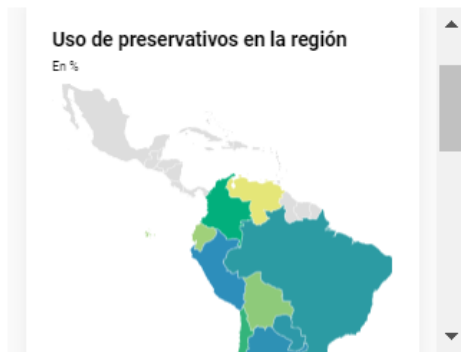 Uso de preservativos en la región
En %